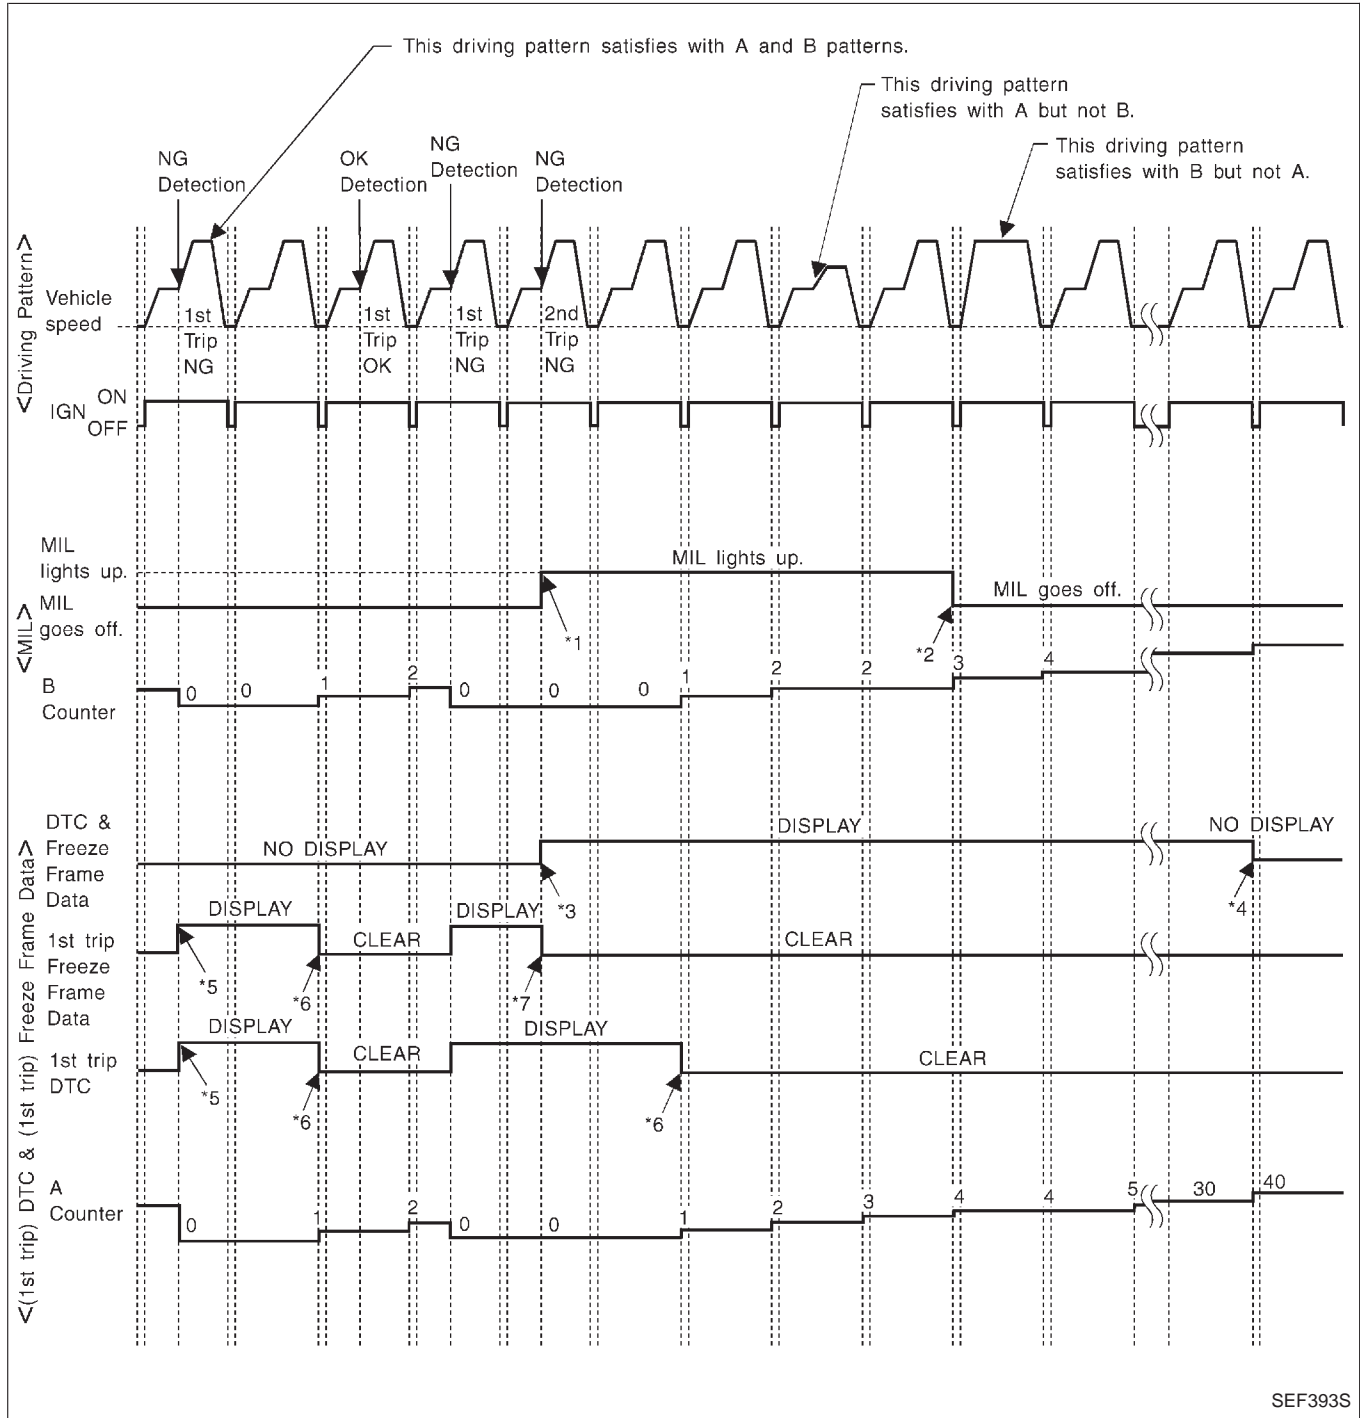 This driving pattern satisfies with A and B patterns.
This driving pattern
satisfies with A but not B.
This driving pattern
satisfies with B but not A.
NG
Detection
OK
Detection
NG
Detection
NG
Detection
<Driving Pattern>
Vehicle
speed
1st
Trip
NG
1st
Trip
OK
1st
Trip
NG
2nd
Trip
NG
IGN
ON
OFF
<MIL>
MIL
lights up.
MIL
goes off.
MIL lights up.
MIL goes off.
*1
*2
B
Counter
0 0 1 2 0 0 0 1 2 2 3 4
<(1st trip) DTC & (1st trip) Freeze Frame Data>
DTC &
Freeze
Frame
Data
NO DISPLAY
DISPLAY
NO DISPLAY
*3
*4
1st trip
Freeze
Frame
Data
DISPLAY
CLEAR
DISPLAY
CLEAR
*5
*6
*7
1st trip
DTC
DISPLAY
CLEAR
DISPLAY
CLEAR
*5
*6
*6
A
Counter
0 1 2 0 0 1 2 3 4 4 5 30 40
SEF393S